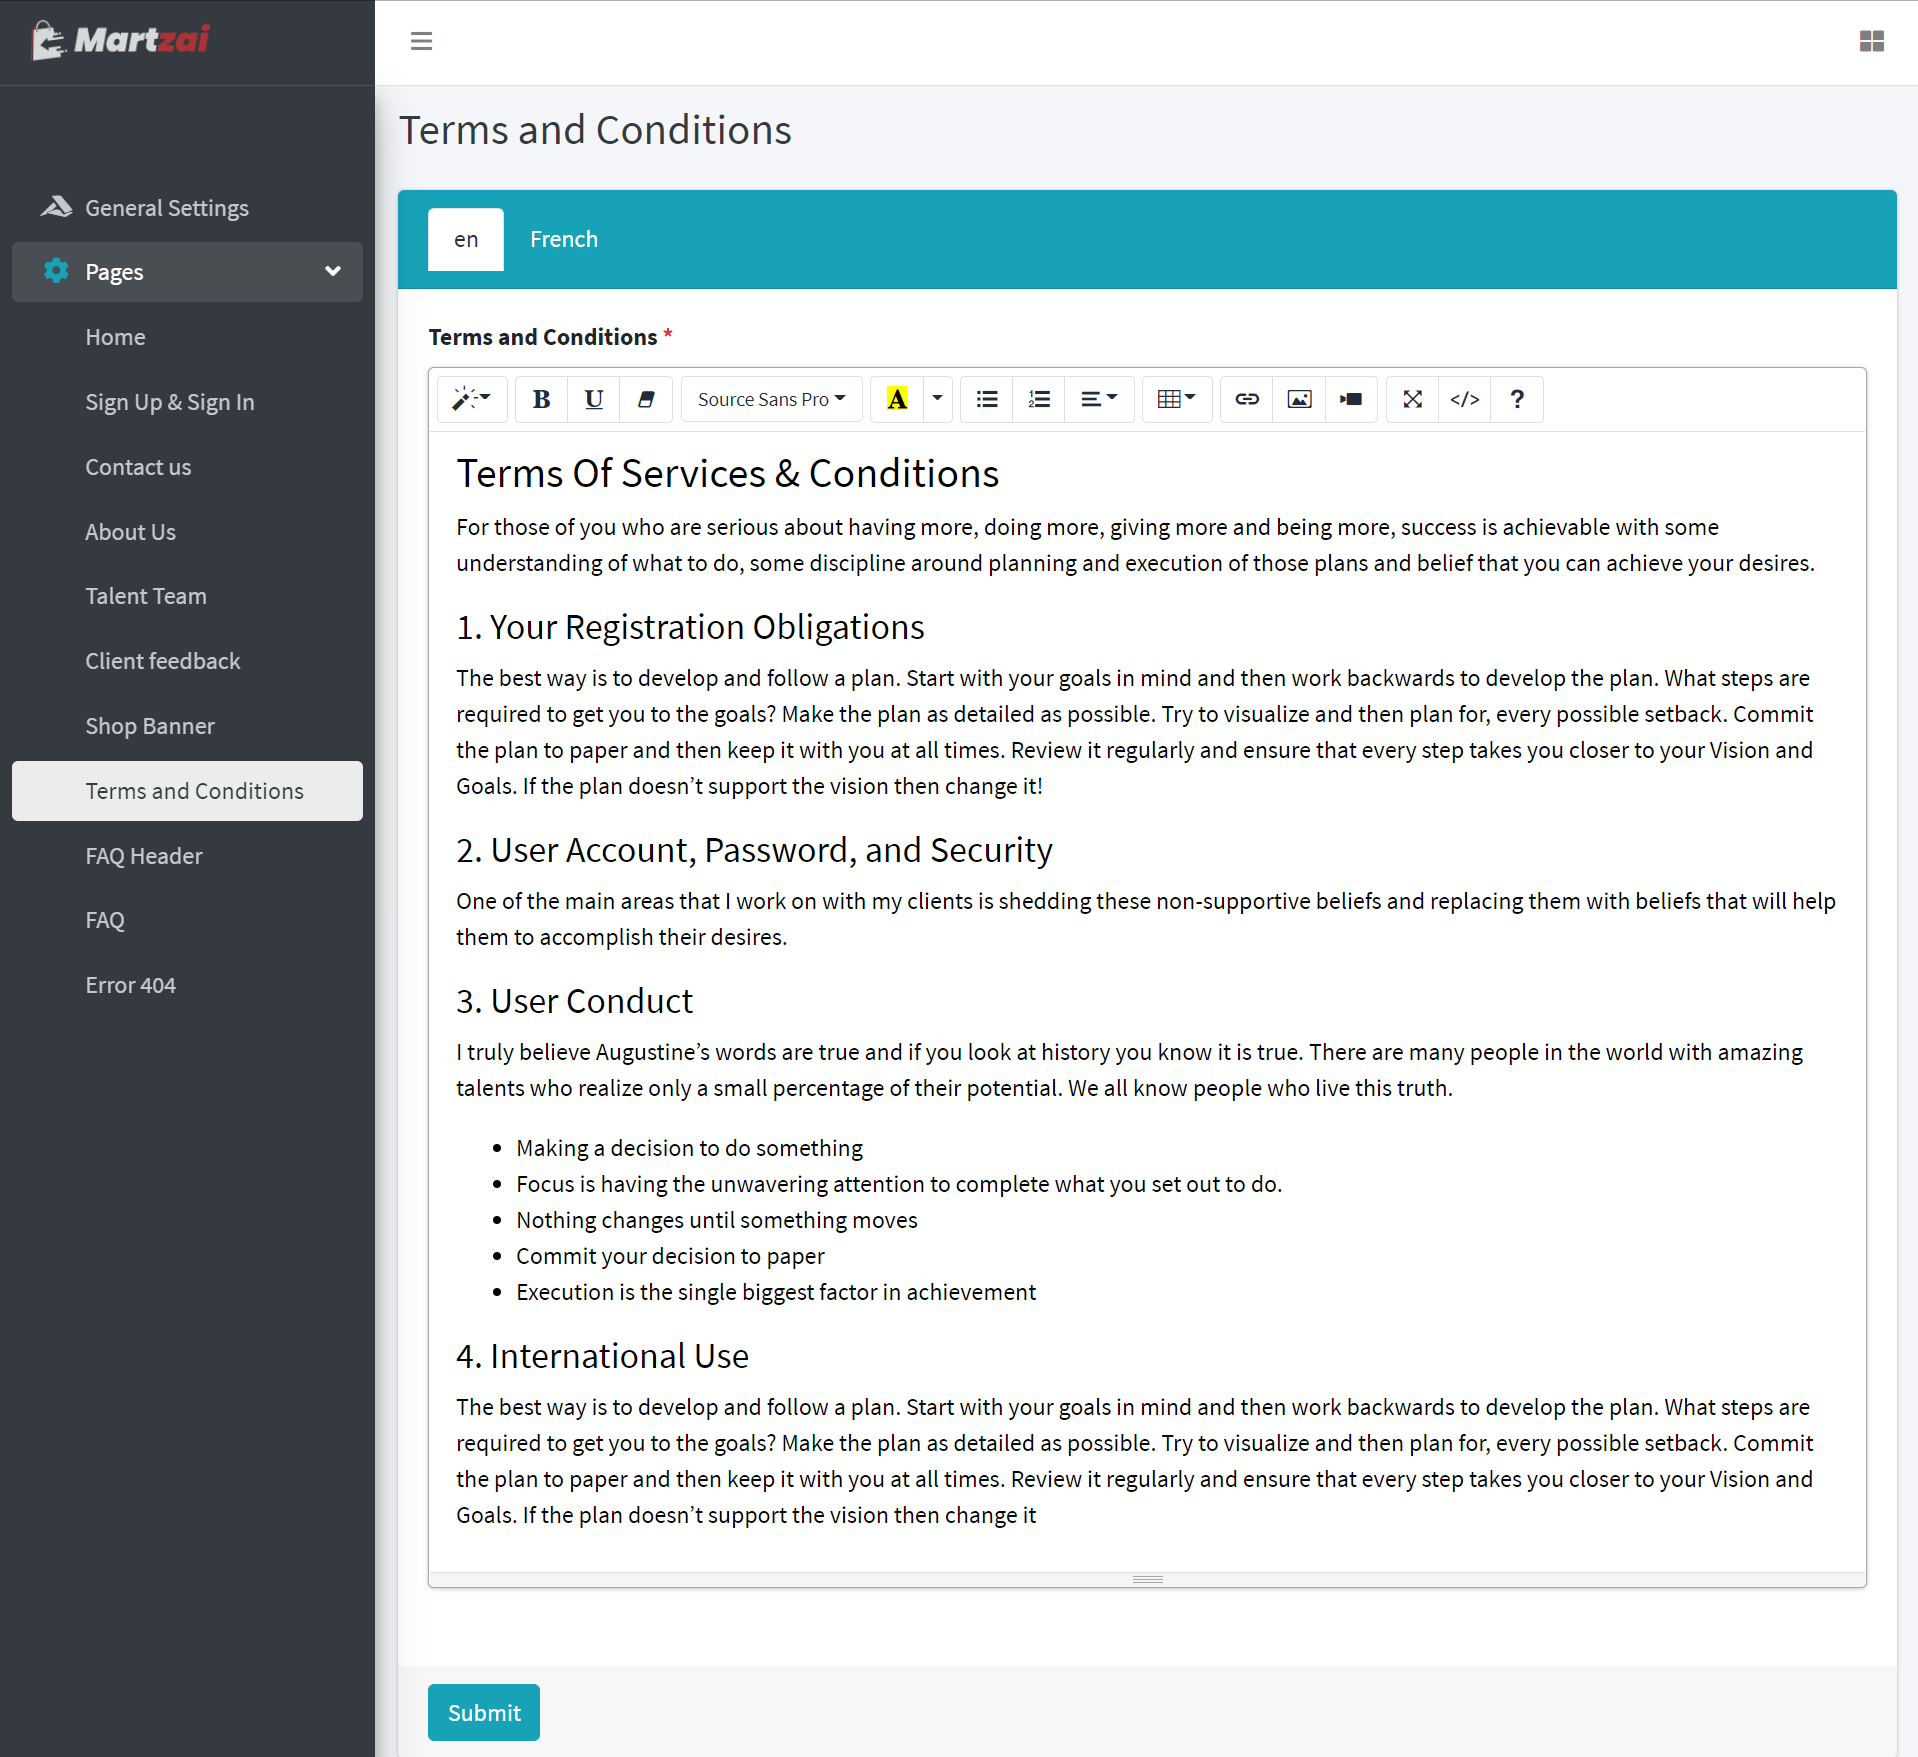 Martzai
General Settings
Pages
Home
Sign Up & Sign In
Contact us
About Us
Talent Team
Client feedback
Shop Banner
Terms and Conditions
FAQ Header
FAQ
Error 404
Terms and Conditions
en French
Terms and Conditions *
B U Source Sans Pro A </> ?
Terms Of Services & Conditions
For those of you who are serious about having more, doing more, giving more and being more, success is achievable with some
understanding of what to do, some discipline around planning and execution of those plans and belief that you can achieve your desires.
1. Your Registration Obligations
The best way is to develop and follow a plan. Start with your goals in mind and then work backwards to develop the plan. What steps are
required to get you to the goals? Make the plan as detailed as possible. Try to visualize and then plan for, every possible setback. Commit
the plan to paper and then keep it with you at all times. Review it regularly and ensure that every step takes you closer to your Vision and
Goals. If the plan doesn’t support the vision then change it!
2. User Account, Password, and Security
One of the main areas that I work on with my clients is shedding these non-supportive beliefs and replacing them with beliefs that will help
them to accomplish their desires.
3. User Conduct
I truly believe Augustine’s words are true and if you look at history you know it is true. There are many people in the world with amazing
talents who realize only a small percentage of their potential. We all know people who live this truth.
• Making a decision to do something
• Focus is having the unwavering attention to complete what you set out to do.
• Nothing changes until something moves
• Commit your decision to paper
• Execution is the single biggest factor in achievement
4. International Use
The best way is to develop and follow a plan. Start with your goals in mind and then work backwards to develop the plan. What steps are
required to get you to the goals? Make the plan as detailed as possible. Try to visualize and then plan for, every possible setback. Commit
the plan to paper and then keep it with you at all times. Review it regularly and ensure that every step takes you closer to your Vision and
Goals. If the plan doesn’t support the vision then change it
Submit